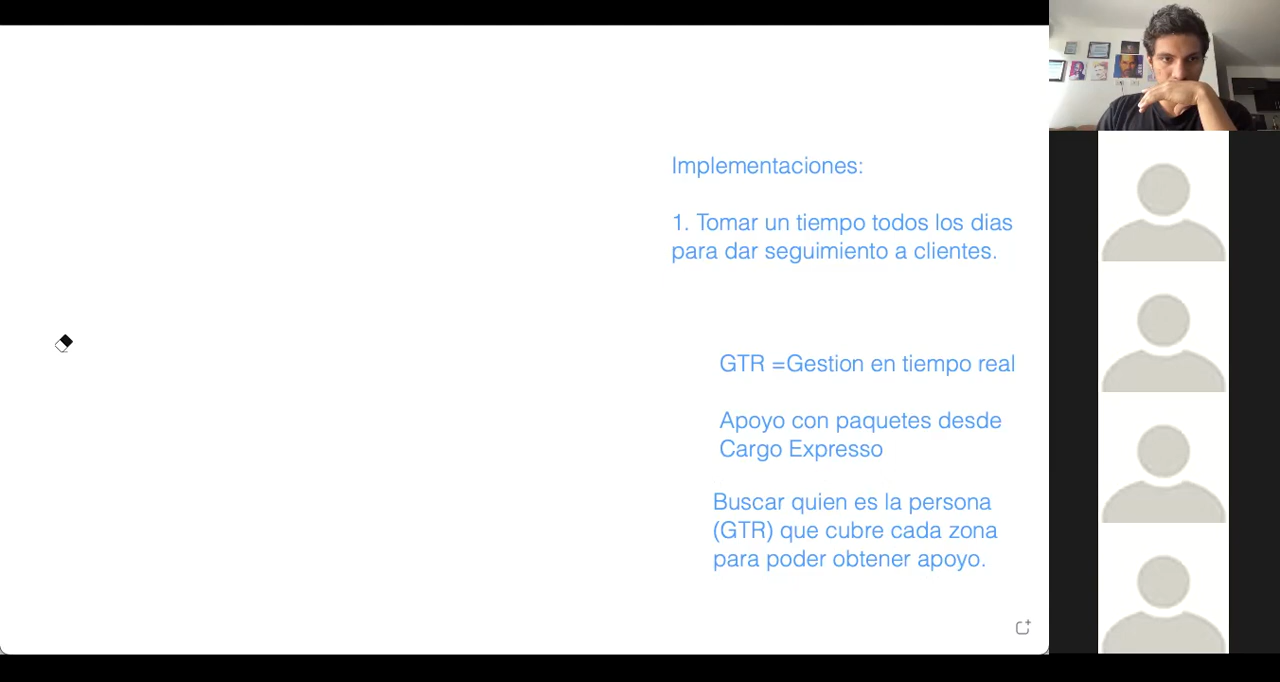 Implementaciones:
1. Tomar un tiempo todos los dias
para dar seguimiento a clientes.
GTR =Gestion en tiempo real
Apoyo con paquetes desde
Cargo Expresso
Buscar quien es la persona
(GTR) que cubre cada zona
para poder obtener apoyo.